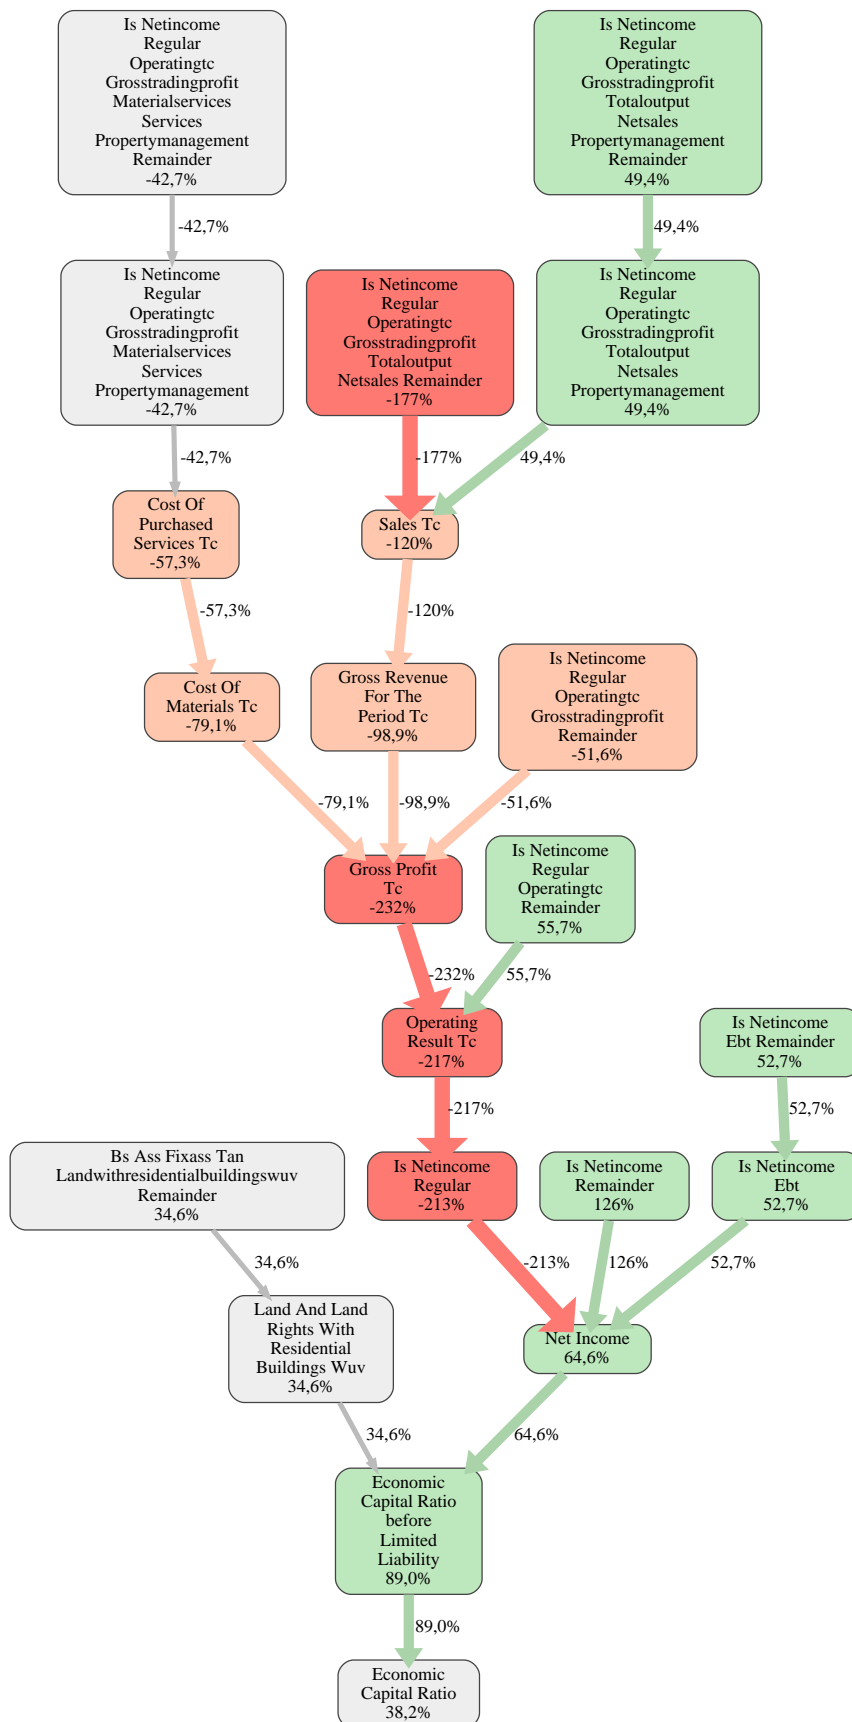 Is Netincome
Regular
Operatingtc
Grosstradingprofit
Materialservices
Services
Propertymanagement
Remainder
-42,7%
Is Netincome
Regular
Operatingtc
Grosstradingprofit
Totaloutput
Netsales
Propertymanagement
Remainder
49,4%
-42,7%
49,4%
Is Netincome
Regular
Operatingtc
Grosstradingprofit
Materialservices
Services
Propertymanagement
-42,7%
Is Netincome
Regular
Operatingtc
Grosstradingprofit
Totaloutput
Netsales Remainder
-177%
Is Netincome
Regular
Operatingtc
Grosstradingprofit
Totaloutput
Netsales
Propertymanagement
49,4%
-42,7%
-177%
49,4%
Cost Of
Purchased
Services Tc
-57,3%
Sales Tc
-120%
-57,3%
-120%
Cost Of
Materials Tc
-79,1%
Gross Revenue
For The
Period Tc
-98,9%
Is Netincome
Regular
Operatingtc
Grosstradingprofit
Remainder
-51,6%
-79,1%
-98,9%
-51,6%
Gross Profit
Tc
-232%
Is Netincome
Regular
Operatingtc
Remainder
55,7%
-232%
55,7%
Operating
Result Tc
-217%
Is Netincome
Ebt Remainder
52,7%
-217%
52,7%
Bs Ass Fixass Tan
Landwithresidentialbuildingswuv
Remainder
34,6%
Is Netincome
Regular
-213%
Is Netincome
Remainder
126%
Is Netincome
Ebt
52,7%
34,6%
-213%
126%
52,7%
Land And Land
Rights With
Residential
Buildings Wuv
34,6%
Net Income
64,6%
34,6%
64,6%
Economic
Capital Ratio
before
Limited
Liability
89,0%
89,0%
Economic
Capital Ratio
38,2%